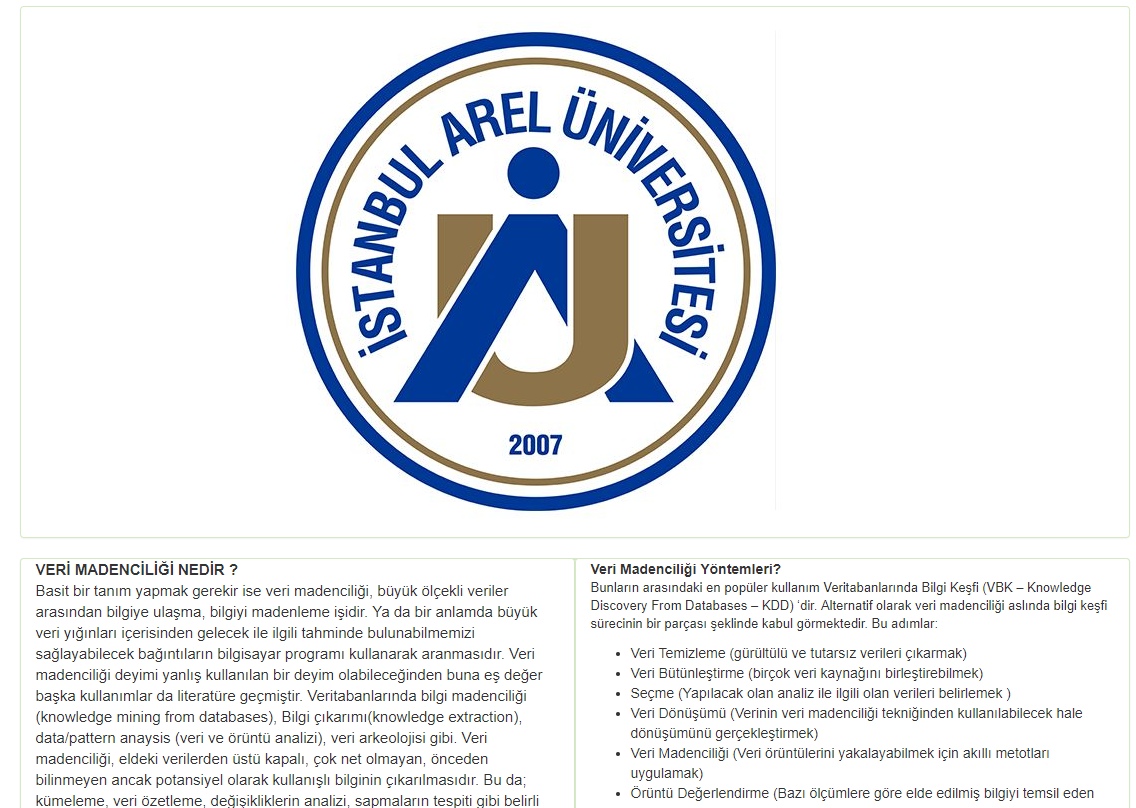 İSTANBUL AREL ÜNİVERSİTESİ
2007
VERİ MADENCİLİĞİ NEDİR ?
Basit bir tanım yapmak gerekir ise veri madenciliği, büyük ölçekli veriler
arasından bilgiye ulaşma, bilgiyi madenleme işidir. Ya da bir anlamda büyük
veri yığınları içerisinden gelecek ile ilgili tahminde bulunabilmemizi
sağlayabilecek bağıntıların bilgisayar programı kullanarak aranmasıdır. Veri
madenciliği deyimi yanlış kullanılan bir deyim olabileceğinden buna eş değer
başka kullanımlar da literatüre geçmiştir. Veritabanlarında bilgi madenciliği
(knowledge mining from databases), Bilgi çıkarımı(knowledge extraction),
data/pattern anaysis (veri ve örüntü analizi), veri arkeolojisi gibi. Veri
madenciliği, eldeki verilerden üstü kapalı, çok net olmayan, önceden
bilinmeyen ancak potansiyel olarak kullanışlı bilginin çıkarılmasıdır. Bu da;
kümeleme, veri özetleme, değişikliklerin analizi, sapmaların tespiti gibi belirli
Veri Madenciliği Yöntemleri?
Bunların arasındaki en popüler kullanım Veritabanlarında Bilgi Keşfi (VBK – Knowledge
Discovery From Databases – KDD) ‘dir. Alternatif olarak veri madenciliği aslında bilgi keşfi
sürecinin bir parçası şeklinde kabul görmektedir. Bu adımlar:
• Veri Temizleme (gürültülü ve tutarsız verileri çıkarmak)
• Veri Bütünleştirme (birçok veri kaynağını birleştirebilmek)
• Seçme (Yapılacak olan analiz ile ilgili olan verileri belirlemek )
• Veri Dönüşümü (Verinin veri madenciliği tekniğinden kullanılabilecek hale
dönüşümünü gerçekleştirmek)
• Veri Madenciliği (Veri örüntülerini yakalayabilmek için akıllı metotları
uygulamak)
• Örüntü Değerlendirme (Bazı ölçümlere göre elde edilmiş bilgiyi temsil eden